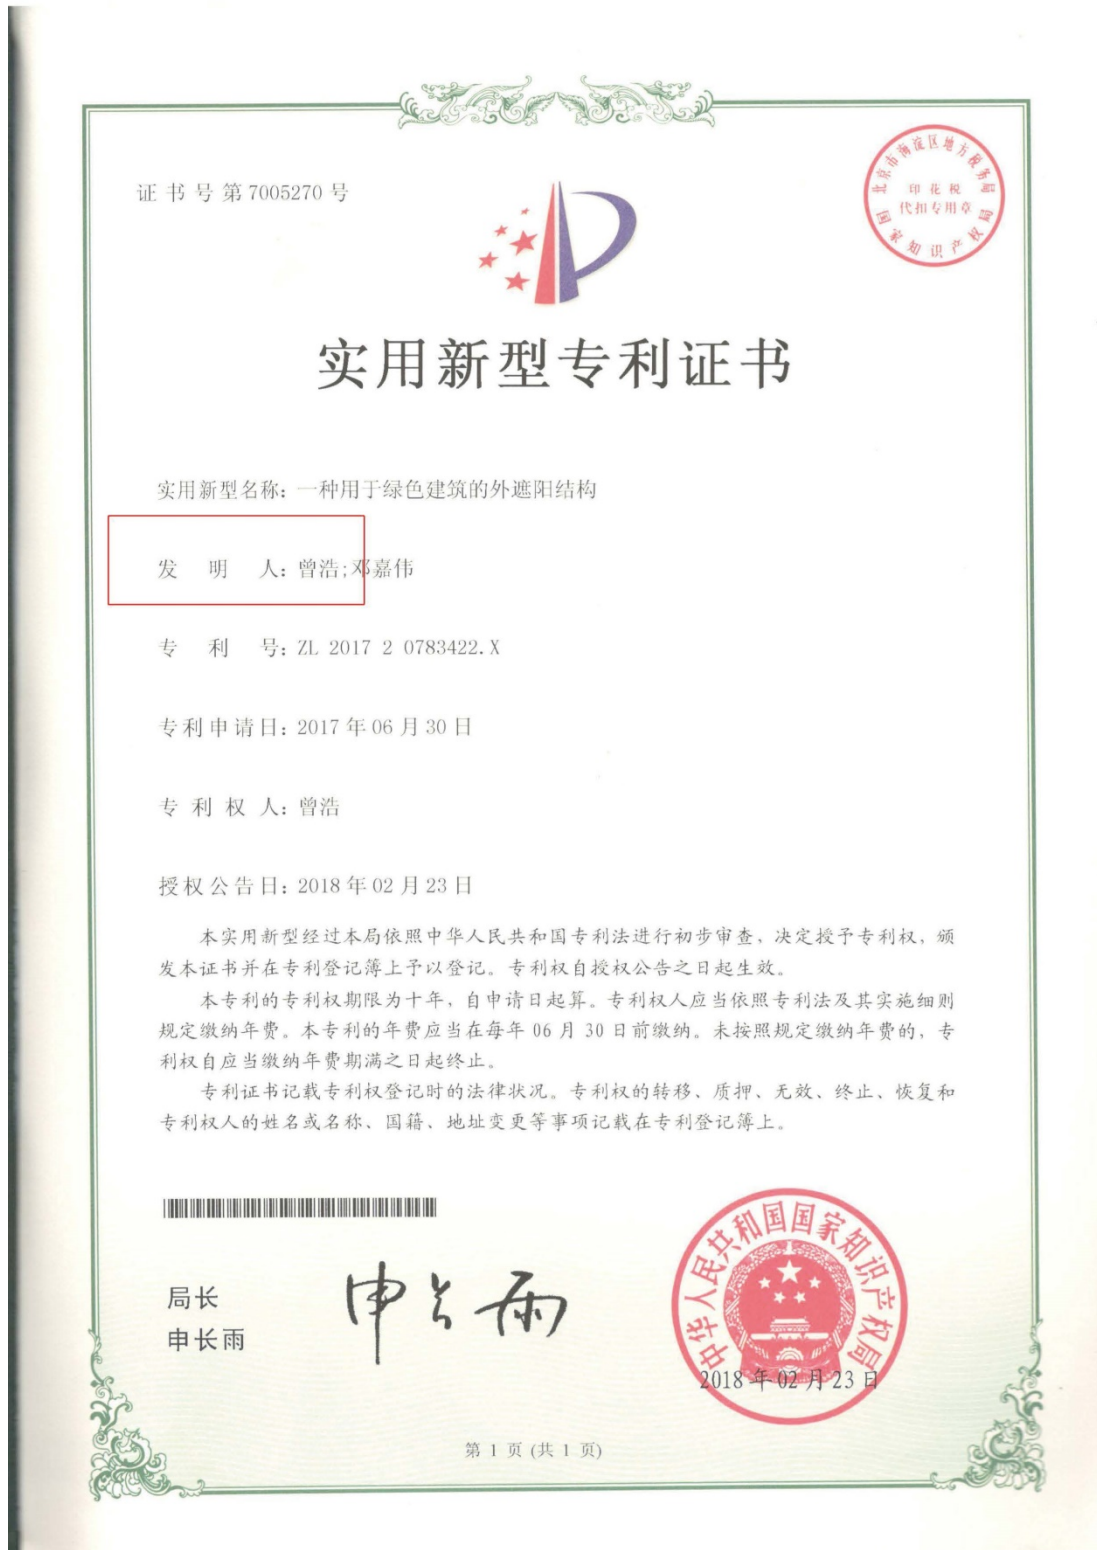 证书号第7005270号
北京市海淀区地方税务局
印花税
代扣专用章
国家知识产权局
实用新型专利证书
实用新型名称：一种用于绿色建筑的外遮阳结构
发明人：曾浩;邓嘉伟
专利号：ZL 2017 2 0783422.X
专利申请日：2017年06月30日
专利权人：曾浩
授权公告日：2018年02月23日
本实用新型经过本局依照中华人民共和国专利法进行初步审查，决定授予专利权，颁
发本证书并在专利登记簿上予以登记。专利权自授权公告之日起生效。
本专利的专利权期限为十年，自申请日起算。专利权人应当依照专利法及其实施细则
规定缴纳年费。本专利的年费应当在每年06月30日前缴纳。未按照规定缴纳年费的，专
利权自应当缴纳年费期满之日起终止。
专利证书记载专利权登记时的法律状况。专利权的转移、质押、无效、终止、恢复和
专利权人的姓名或名称、国籍、地址变更等事项记载在专利登记簿上。
局长
申长雨
申长雨
中华人民共和国国家知识产权局
2018年02月23日
第1页(共1页)